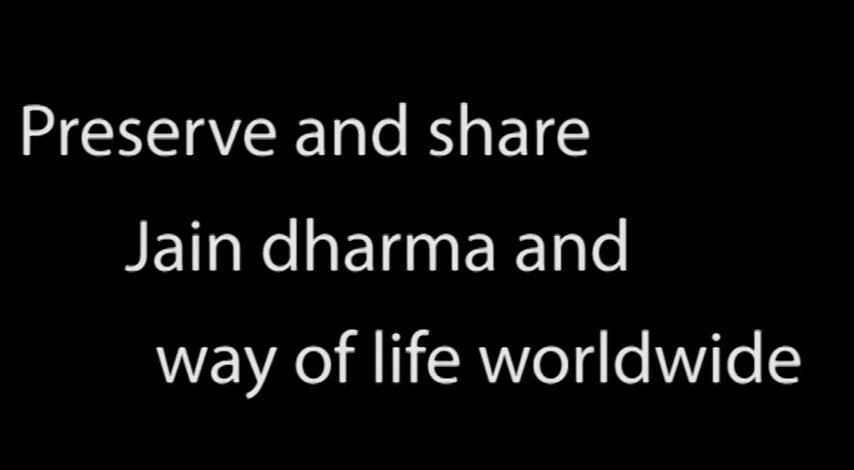 Preserve and share
Jain dharma and
way of life worldwide